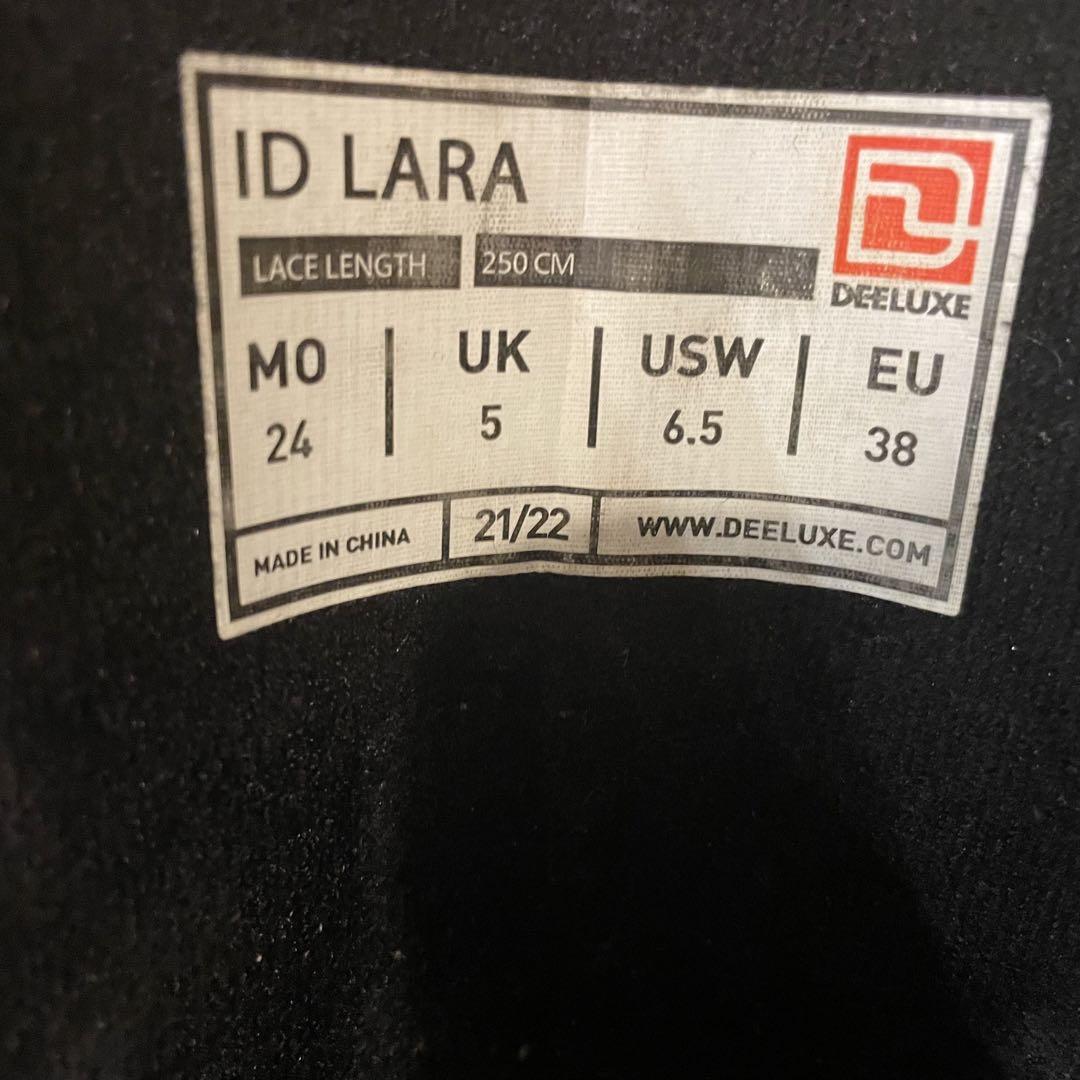 ID LARA
LACE LENGTH 250 CM
DEELUXE
MO UK USW EU
24 5 6.5 38
MADE IN CHINA 21/22 WWW.DEELUXE.COM